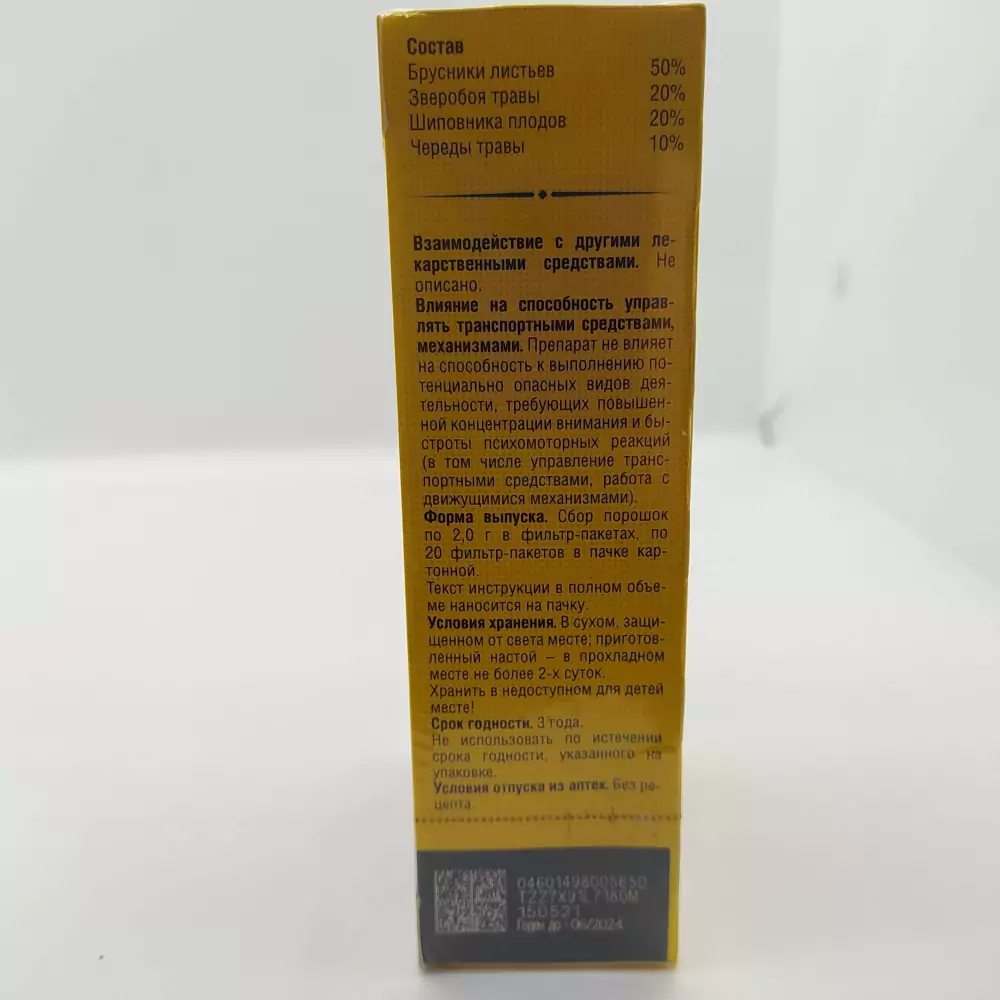 Состав
Брусники листьев 50%
Зверобоя травы 20%
Шиповника плодов 20%
Череды травы 10%
Взаимодействие с другими ле-
карственными средствами. Не
описано.
Влияние на способность управ-
лять транспортными средствами,
механизмами. Препарат не влияет
на способность к выполнению по-
тенциально опасных видов дея-
тельности, требующих повышен-
ной концентрации внимания и бы-
строты психомоторных реакций
(в том числе управление транс-
портными средствами, работа с
движущимися механизмами).
Форма выпуска. Сбор порошок
по 2,0 г в фильтр-пакетах, по
20 фильтр-пакетов в пачке кар-
тонной.
Текст инструкции в полном объе-
ме наносится на пачку.
Условия хранения. В сухом, защи-
щенном от света месте; приготов-
ленный настой – в прохладном
месте не более 2-х суток.
Хранить в недоступном для детей
месте!
Срок годности. 3 года.
Не использовать по истечении
срока годности, указанного на
упаковке.
Условия отпуска из аптек. Без ре-
цепта.
04601498005650
150521
Годен до 06/2024